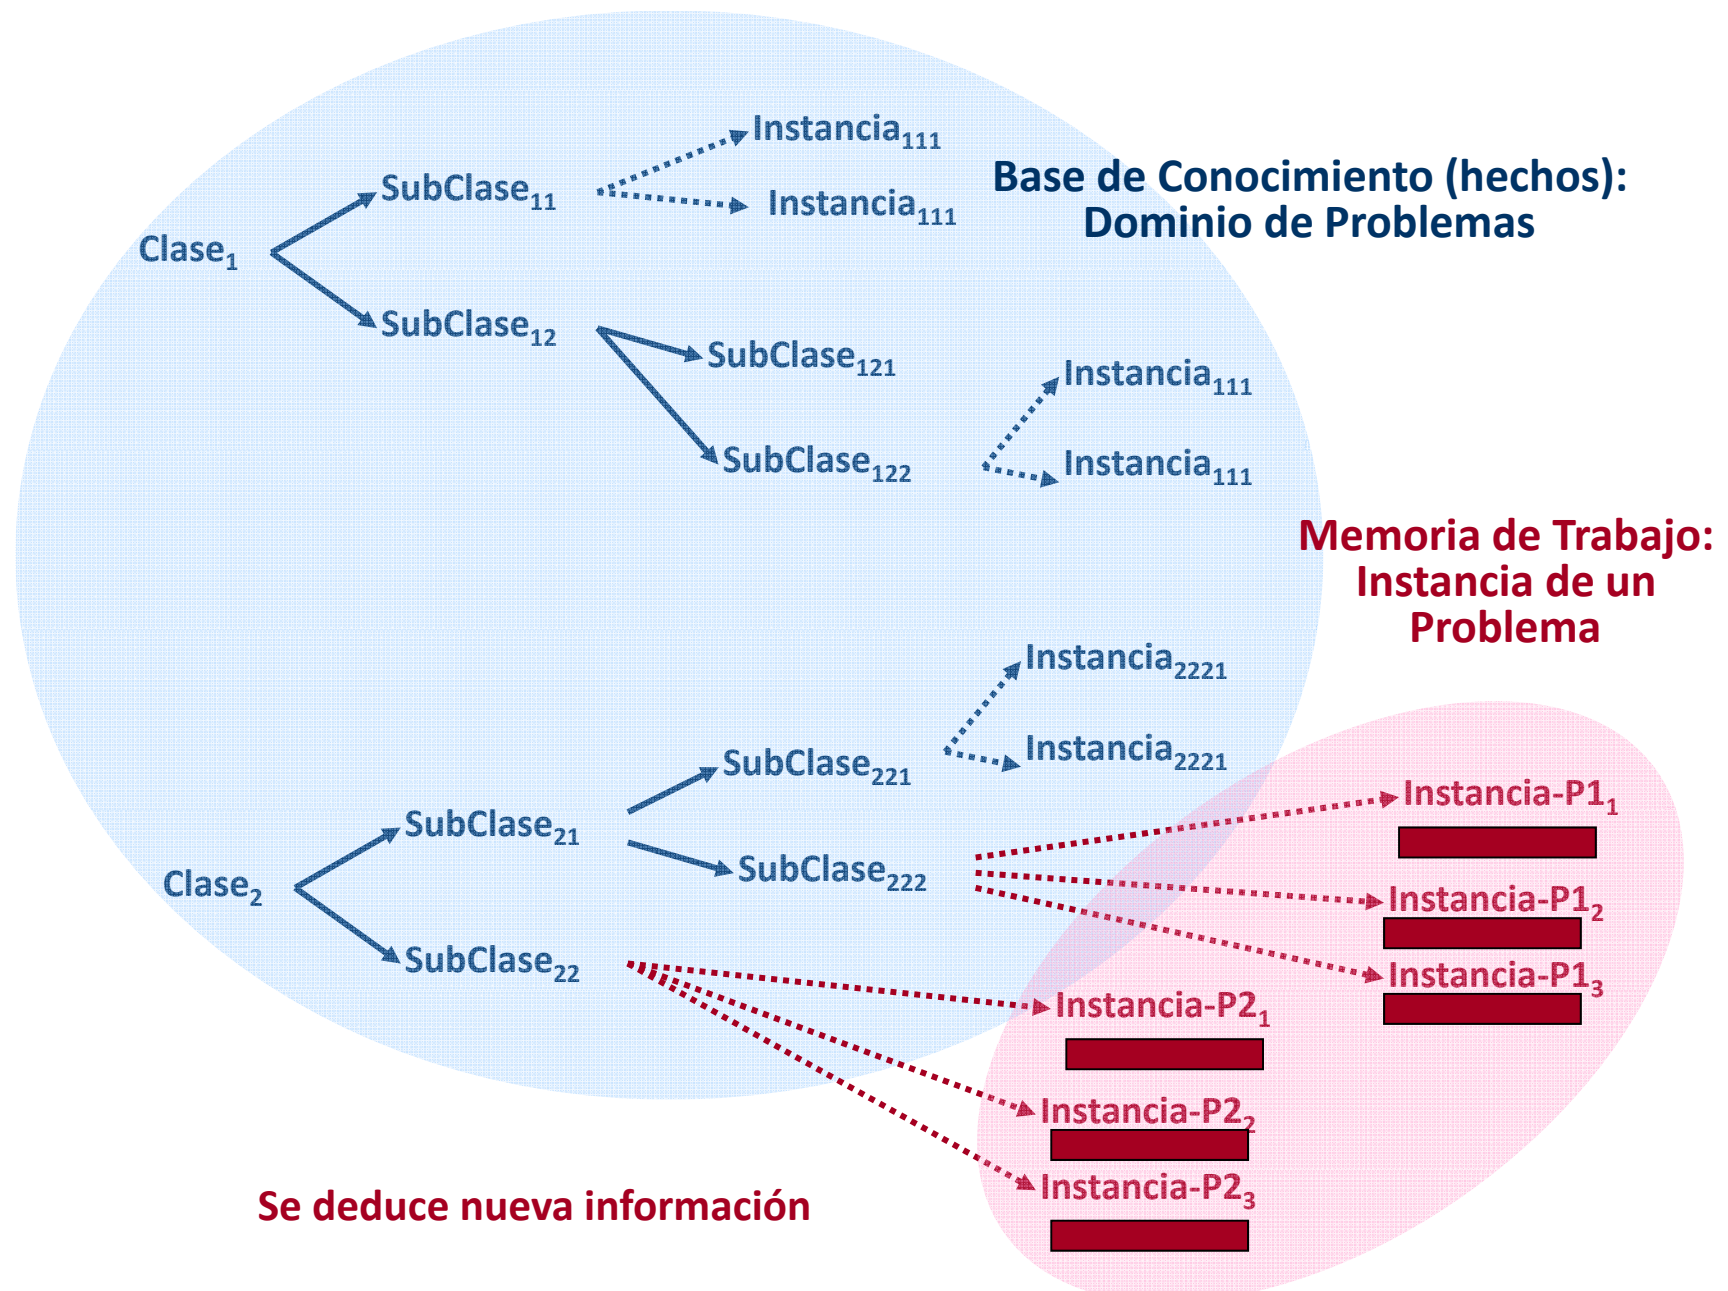 Instancia₁₁₁
SubClase₁₁
Instancia₁₁₁
Base de Conocimiento (hechos):
Dominio de Problemas
Clase₁
SubClase₁₂
SubClase₁₂₁
Instancia₁₁₁
SubClase₁₂₂
Instancia₁₁₁
Memoria de Trabajo:
Instancia de un
Problema
Instancia₂₂₂₁
SubClase₂₂₁
Instancia₂₂₂₁
Instancia-P1₁
SubClase₂₁
SubClase₂₂₂
Clase₂
Instancia-P1₂
SubClase₂₂
Instancia-P1₃
Instancia-P2₁
Instancia-P2₂
Instancia-P2₃
Se deduce nueva información